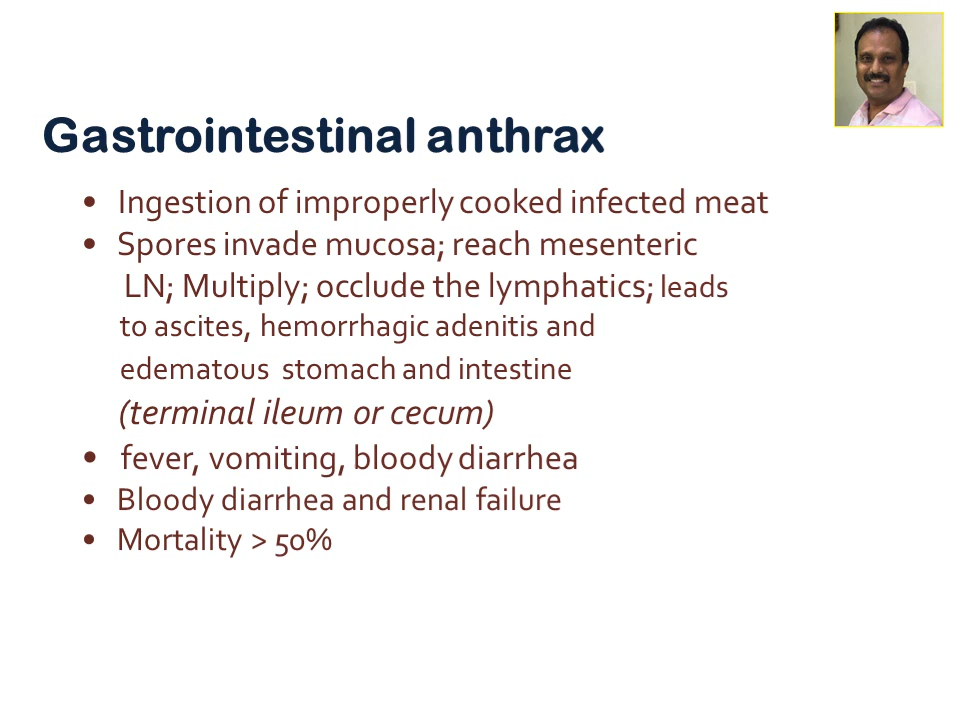 Gastrointestinal anthrax
• Ingestion of improperly cooked infected meat
• Spores invade mucosa; reach mesenteric
LN; Multiply; occlude the lymphatics; leads
to ascites, hemorrhagic adenitis and
edematous stomach and intestine
(terminal ileum or cecum)
• fever, vomiting, bloody diarrhea
• Bloody diarrhea and renal failure
• Mortality > 50%